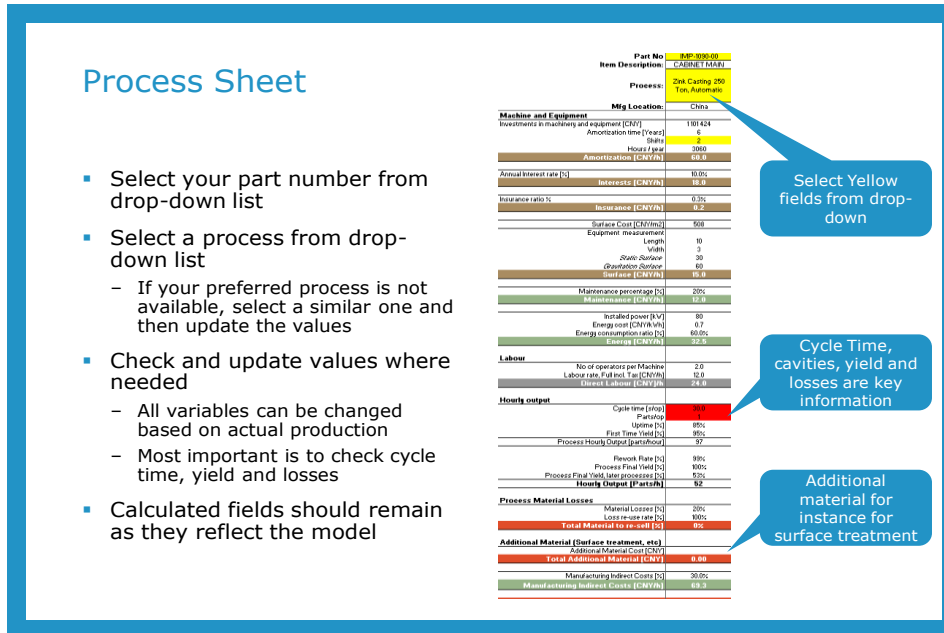 Process Sheet
▪ Select your part number from
drop-down list
▪ Select a process from drop-
down list
– If your preferred process is not
available, select a similar one and
then update the values
▪ Check and update values where
needed
– All variables can be changed
based on actual production
– Most important is to check cycle
time, yield and losses
▪ Calculated fields should remain
as they reflect the model
Part No IMP-1090-00
Item Description: CABINET MAIN
Process: Zink Casting 250
Ton, Automatic
Mfg Location: China
Machine and Equipment
Investments in machinery and equipment [CNY] 1101424
Amortization time [Years] 6
Shifts 2
Hours / year 3060
Amortization [CNY/h] 60.0
Annual Interest rate [%] 10.0%
Interests [CNY/h] 18.0
Insurance ratio % 0.3%
Insurance [CNY/h] 0.2
Surface Cost [CNY/m2] 500
Equipment measurement
Length 10
Width 3
Static Surface 30
Gravitation Surface 60
Surface [CNY/h] 15.0
Maintenance percentage [%] 20%
Maintenance [CNY/h] 12.0
Installed power [kW] 80
Energy cost [CNY/kWh] 0.7
Energy consumption ratio [%] 60.0%
Energy [CNY/h] 32.5
Labour
No of operators per Machine 2.0
Labour rate, Full incl. Tax [CNY/h] 12.0
Direct Labour [CNY]/h 24.0
Hourly output
Cycle time [s/op] 30.0
Parts/op 1
Uptime [%] 85%
First Time Yield [%] 95%
Process Hourly Output [parts/hour] 97
Rework Rate [%] 99%
Process Final Yield [%] 100%
Process Final Yield, later processes [%] 53%
Hourly Output [Parts/h] 52
Process Material Losses
Material Losses [%] 20%
Loss re-use rate [%] 100%
Total Material to re-sell [%] 0%
Additional Material (Surface treatment, etc)
Additional Material Cost [CNY]
Total Additional Material [CNY] 0.00
Manufacturing Indirect Costs [%] 30.0%
Manufacturing Indirect Costs [CNY/h] 69.3
Select Yellow
fields from drop-
down
Cycle Time,
cavities, yield and
losses are key
information
Additional
material for
instance for
surface treatment